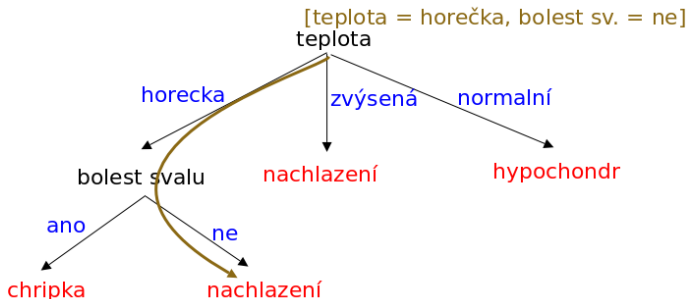 [teplota = horečka, bolest sv. = ne]
teplota
horecka
zvýsená
normalní
bolest svalu
nachlazení
hypochondr
ano
ne
chripka
nachlazení